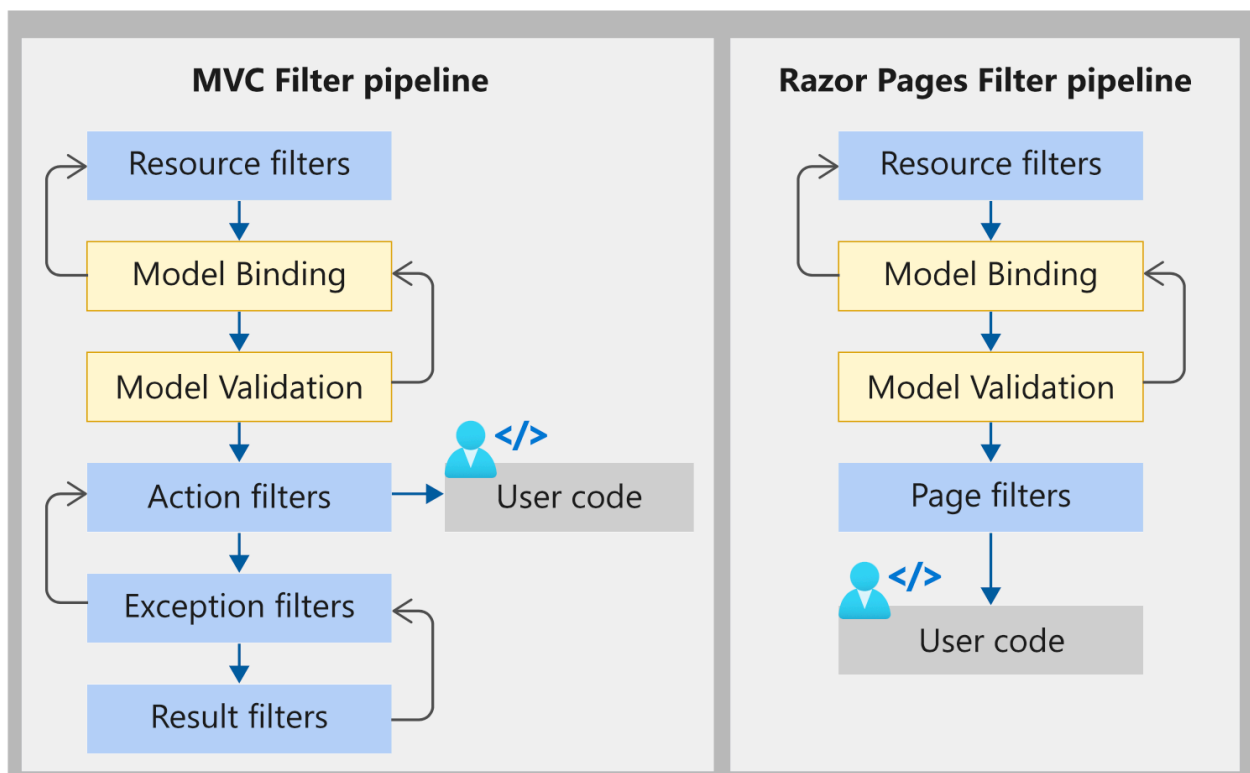 MVC Filter pipeline
Resource filters
Model Binding
Model Validation
Action filters
</>
User code
Exception filters
Result filters
Razor Pages Filter pipeline
Resource filters
Model Binding
Model Validation
Page filters
</>
User code